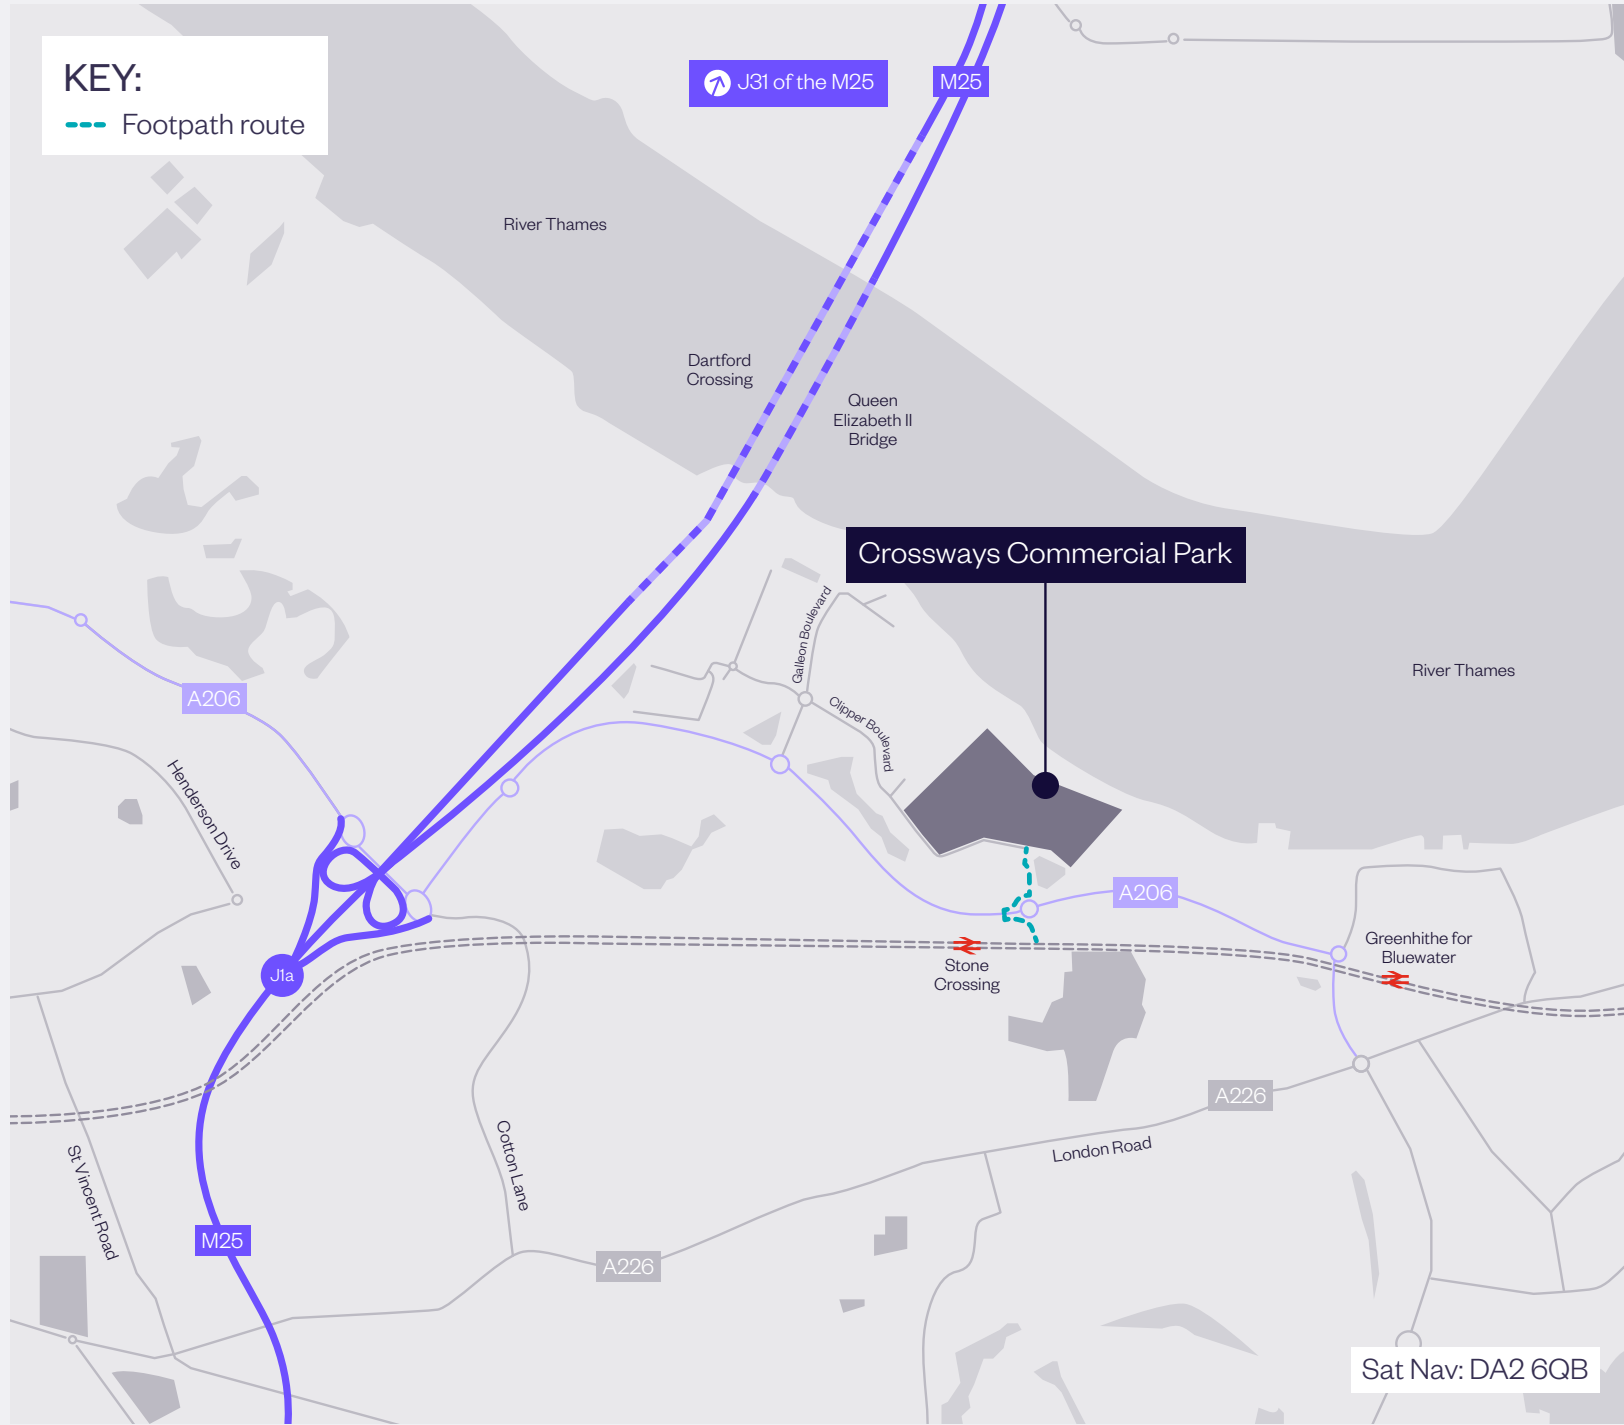 KEY:
Footpath route
J31 of the M25
M25
River Thames
Dartford
Crossing
Queen
Elizabeth II
Bridge
Crossways Commercial Park
Galleon Boulevard
River Thames
A206
Clipper Boulevard
Henderson Drive
A206
Greenhithe for
Bluewater
Stone
Crossing
J1a
A226
London Road
Cotton Lane
St Vincent Road
M25
A226
Sat Nav: DA2 6QB